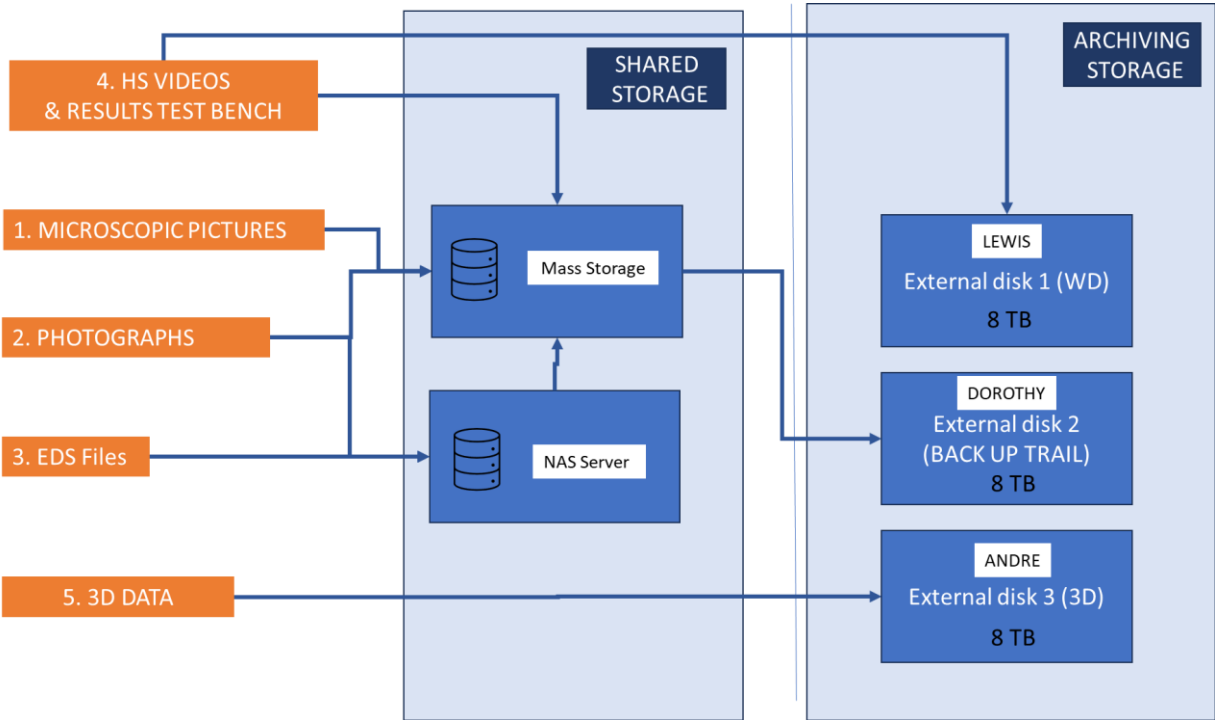 4. HS VIDEOS
& RESULTS TEST BENCH
1. MICROSCOPIC PICTURES
2. PHOTOGRAPHS
3. EDS Files
5. 3D DATA
SHARED
STORAGE
Mass Storage
NAS Server
ARCHIVING
STORAGE
LEWIS
External disk 1 (WD)
8 TB
DOROTHY
External disk 2
(BACK UP TRAIL)
8 TB
ANDRE
External disk 3 (3D)
8 TB